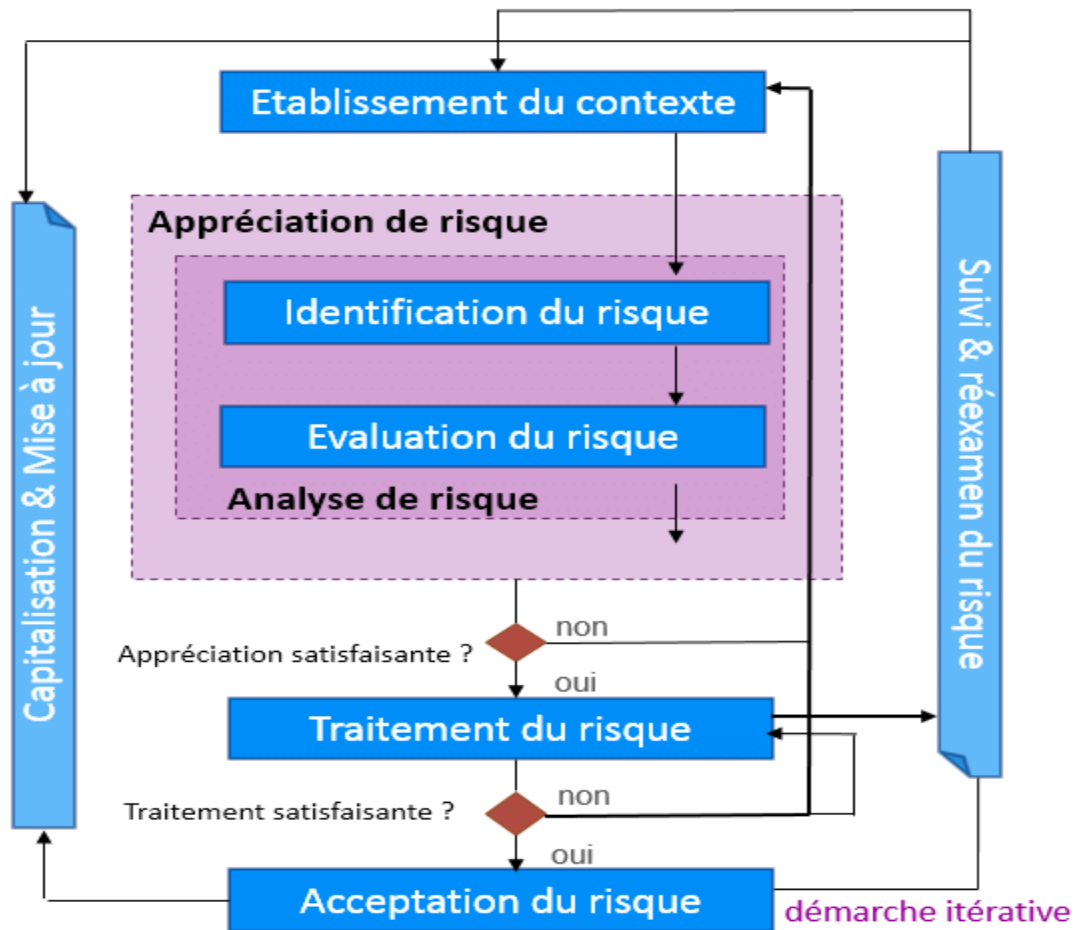 Etablissement du contexte
Appréciation de risque
Identification du risque
Evaluation du risque
Analyse de risque
Capitalisation & Mise à jour
Suivi & réexamen du risque
non
Appréciation satisfaisante ?
oui
Traitement du risque
non
Traitement satisfaisante ?
oui
Acceptation du risque
démarche itérative